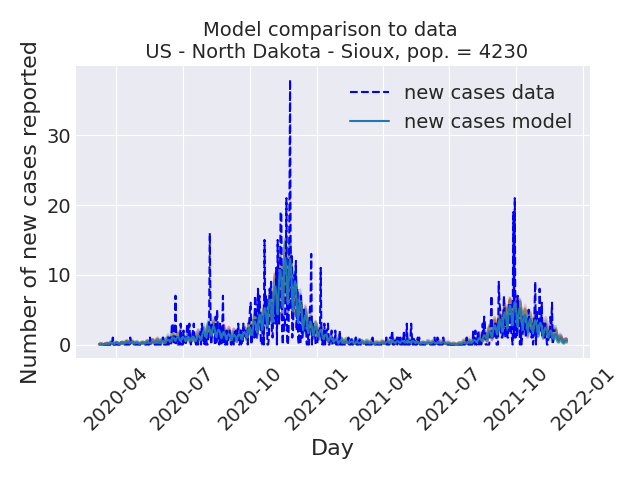 Model comparison to data
US - North Dakota - Sioux, pop. = 4230
Number of new cases reported
30
20
10
0
new cases data
new cases model
2020-04
2020-07
2020-10
2021-01
2021-04
2021-07
2021-10
2022-01
Day